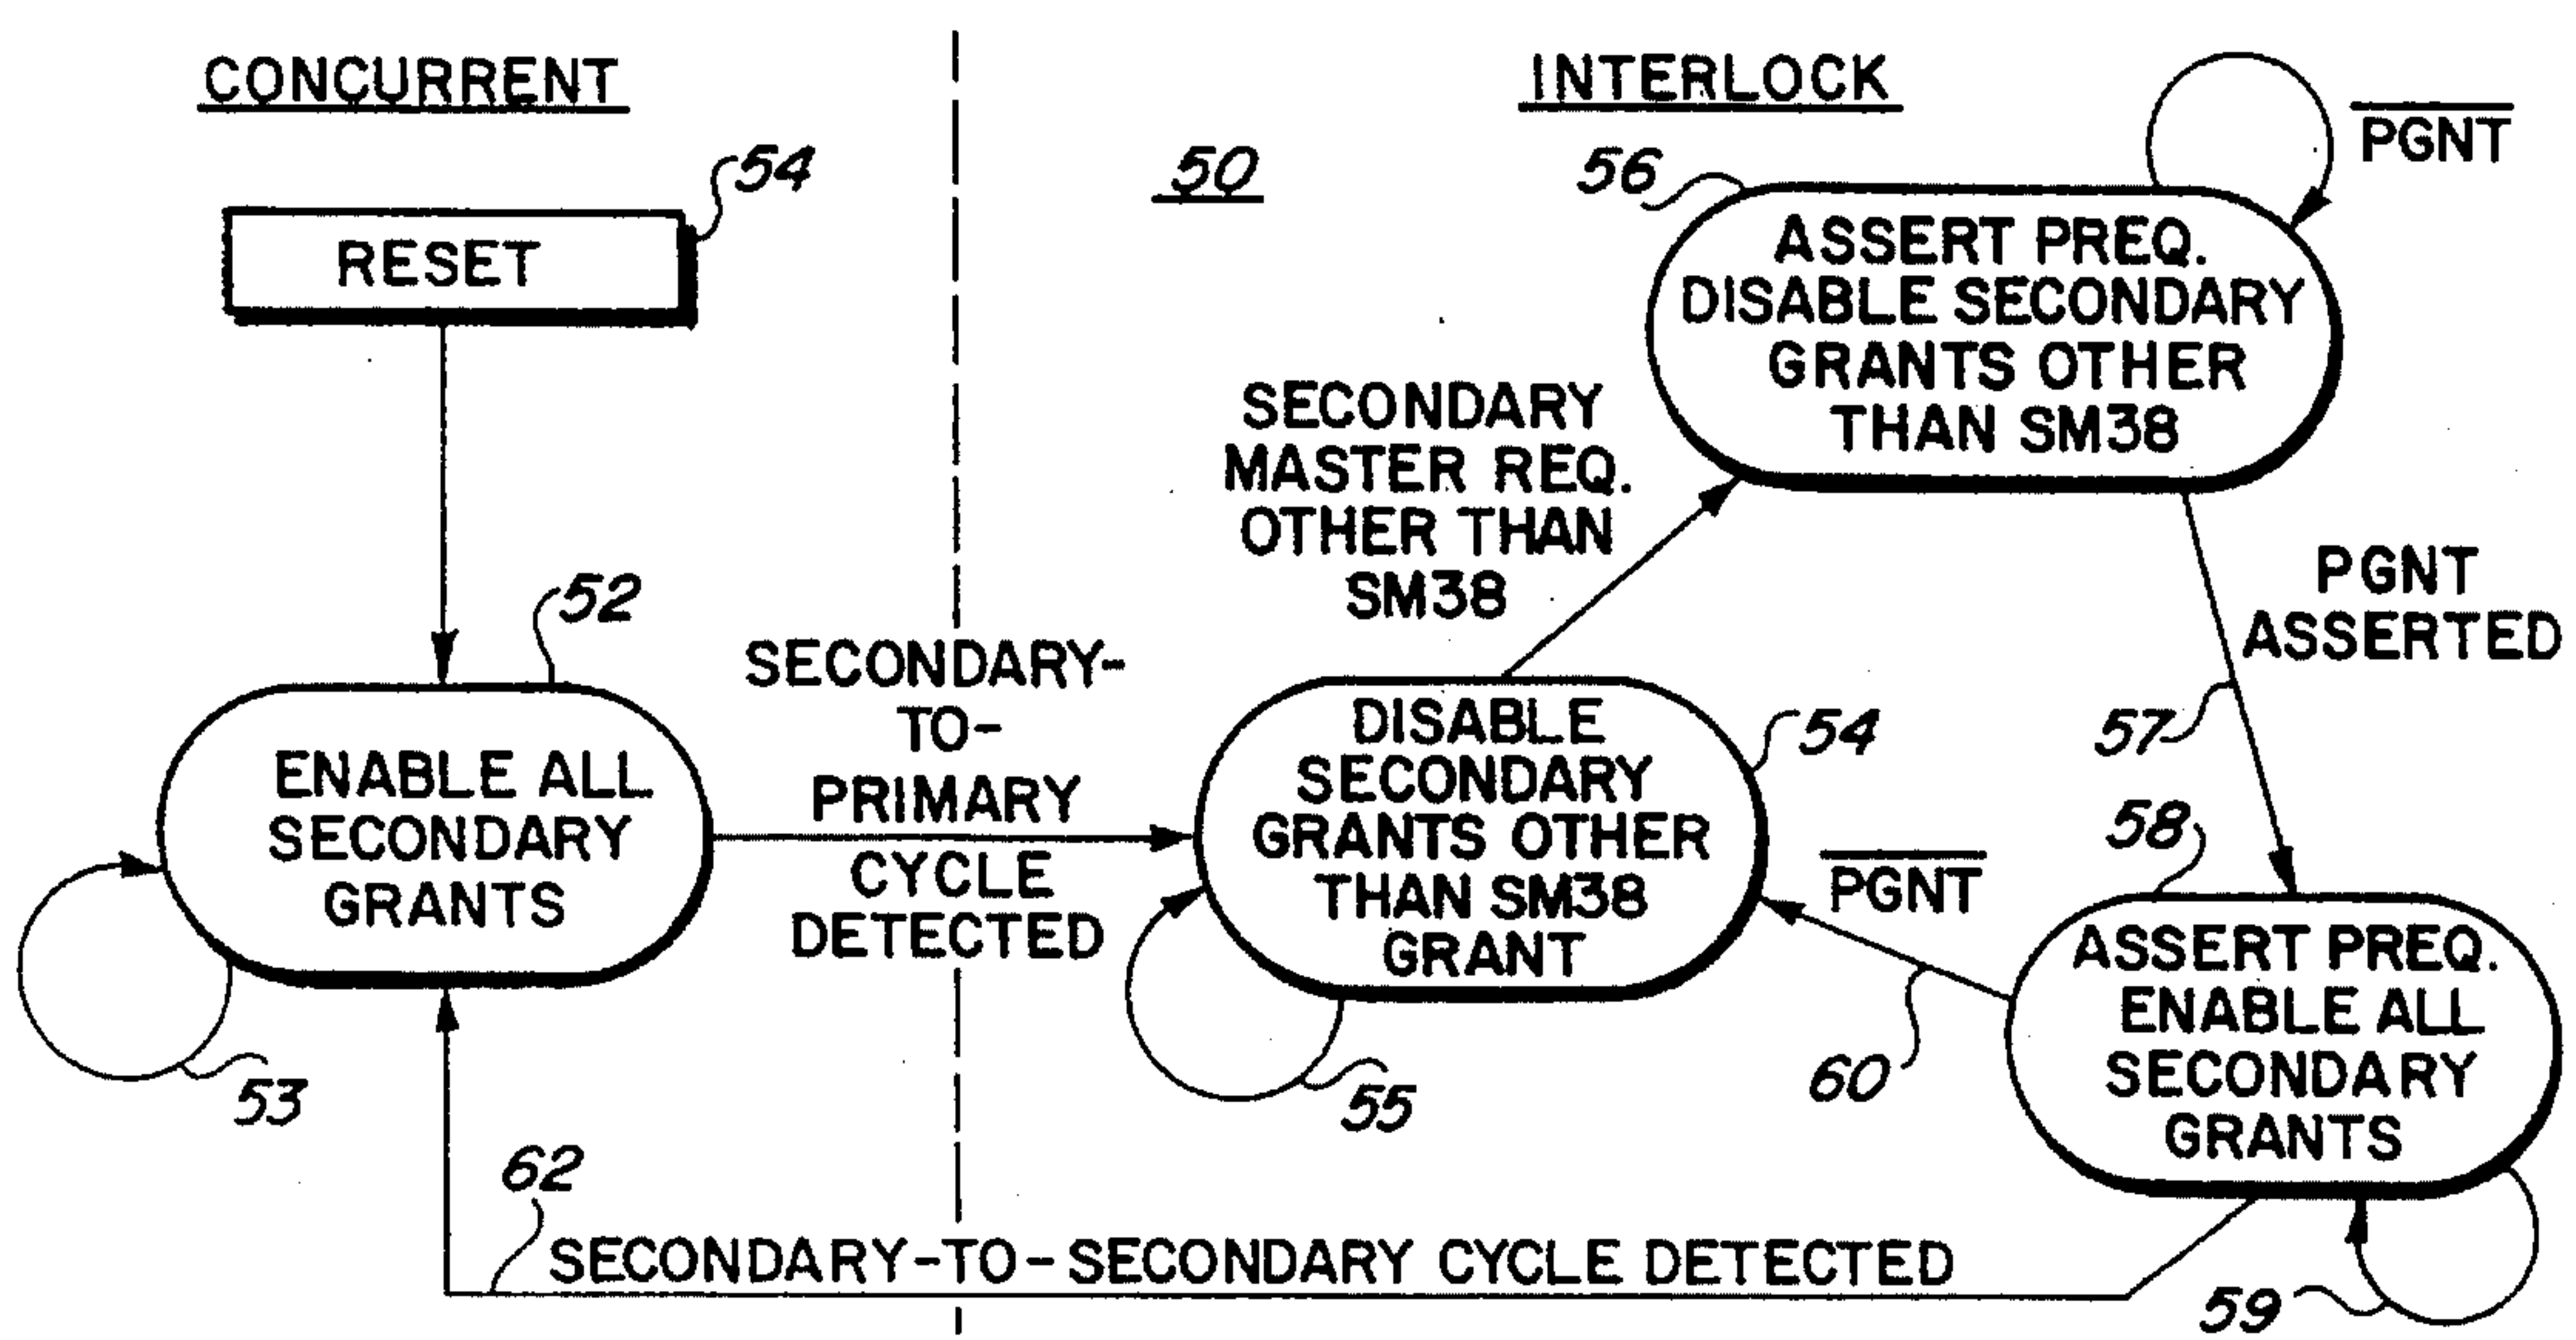 CONCURRENT
INTERLOCK
50
54
RESET
56
PGNT
ASSERT PREQ.
DISABLE SECONDARY
GRANTS OTHER
THAN SM38
SECONDARY
MASTER REQ.
OTHER THAN
SM38
PGNT
ASSERTED
57
52
ENABLE ALL
SECONDARY
GRANTS
53
SECONDARY-
TO-
PRIMARY
CYCLE
DETECTED
54
DISABLE
SECONDARY
GRANTS OTHER
THAN SM38
GRANT
55
PGNT
60
58
ASSERT PREQ.
ENABLE ALL
SECONDARY
GRANTS
59
62
SECONDARY-TO-SECONDARY CYCLE DETECTED